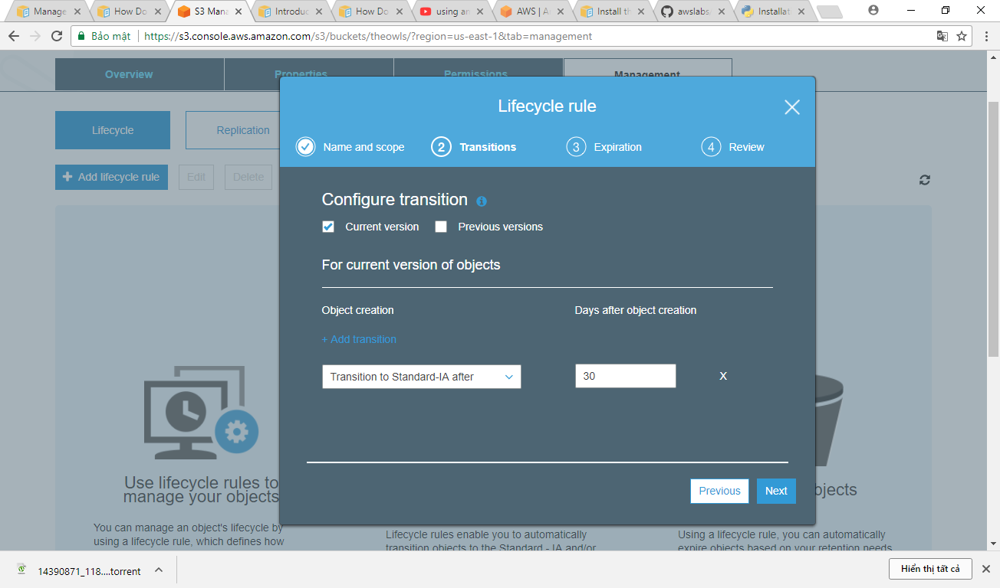 Manage
How Do
S3 Mana
Introduc
How Do
using an
AWS | A
Install th
awslabs
Installat
Bảo mật
https://s3.console.aws.amazon.com/s3/buckets/theowls/?region=us-east-1&tab=management
Overview
Properties
Permissions
Management
Lifecycle rule
Lifecycle
Replication
Name and scope
2 Transitions
3 Expiration
4 Review
+ Add lifecycle rule
Edit
Delete
Configure transition i
Current version
Previous versions
For current version of objects
Object creation
Days after object creation
+ Add transition
Transition to Standard-IA after
30
X
Previous
Next
Use lifecycle rules to
manage your objects
bjects
You can manage an object's lifecycle by
using a lifecycle rule, which defines how
Lifecycle rules enable you to automatically
transition objects to the Standard - IA and/or
Using a lifecycle rule, you can automatically
expire objects based on your retention needs
14390871_118....torrent
Hiển thị tất cả